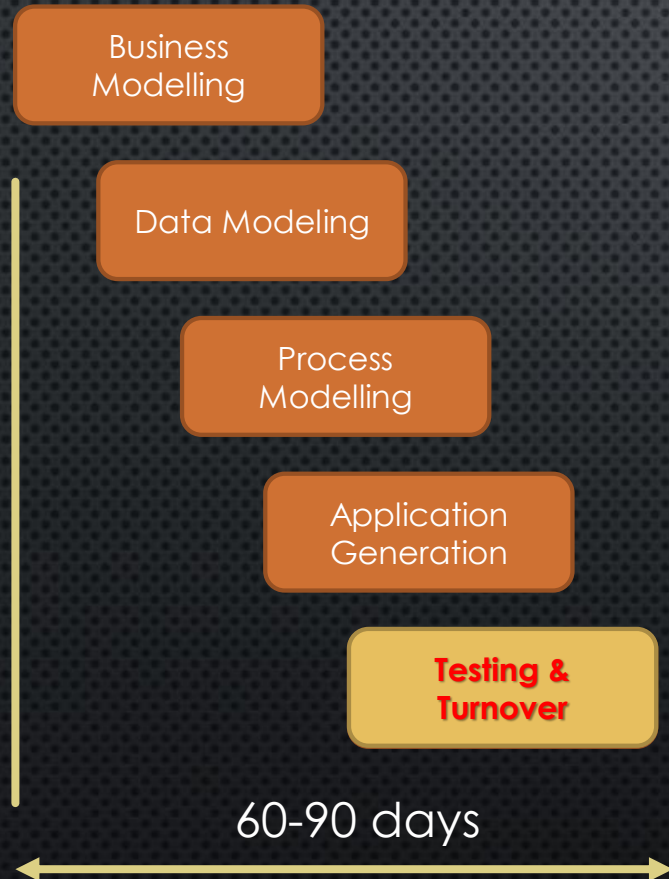 Business
Modelling
Data Modeling
Process
Modelling
Application
Generation
Testing &
Turnover
60-90 days